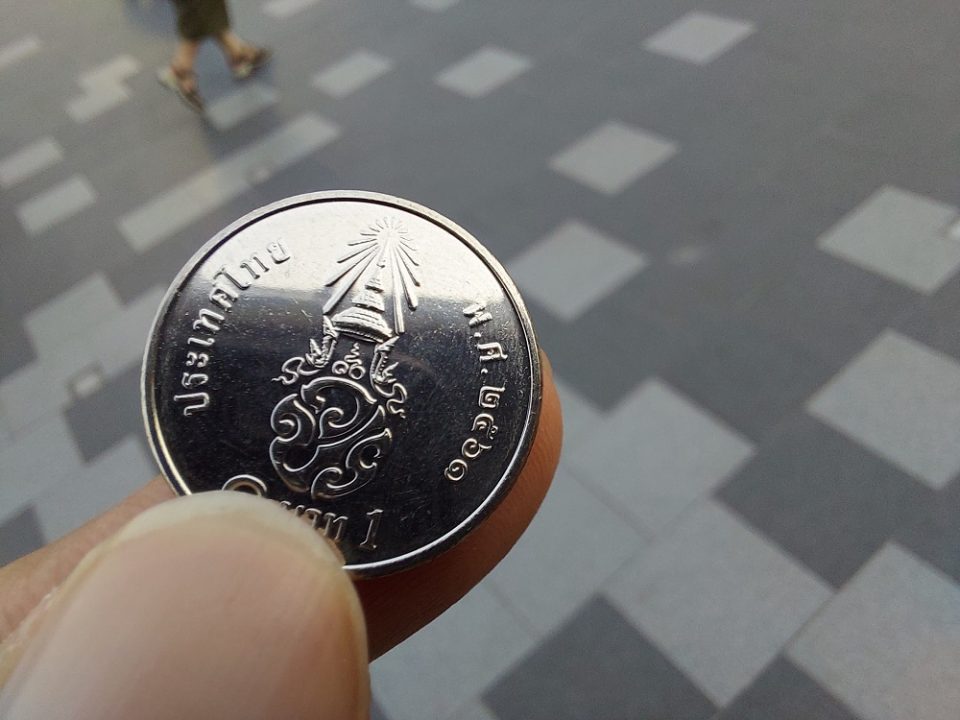 ประเทศไทย
พ.ศ. ๒๕๖๑
บาท 1